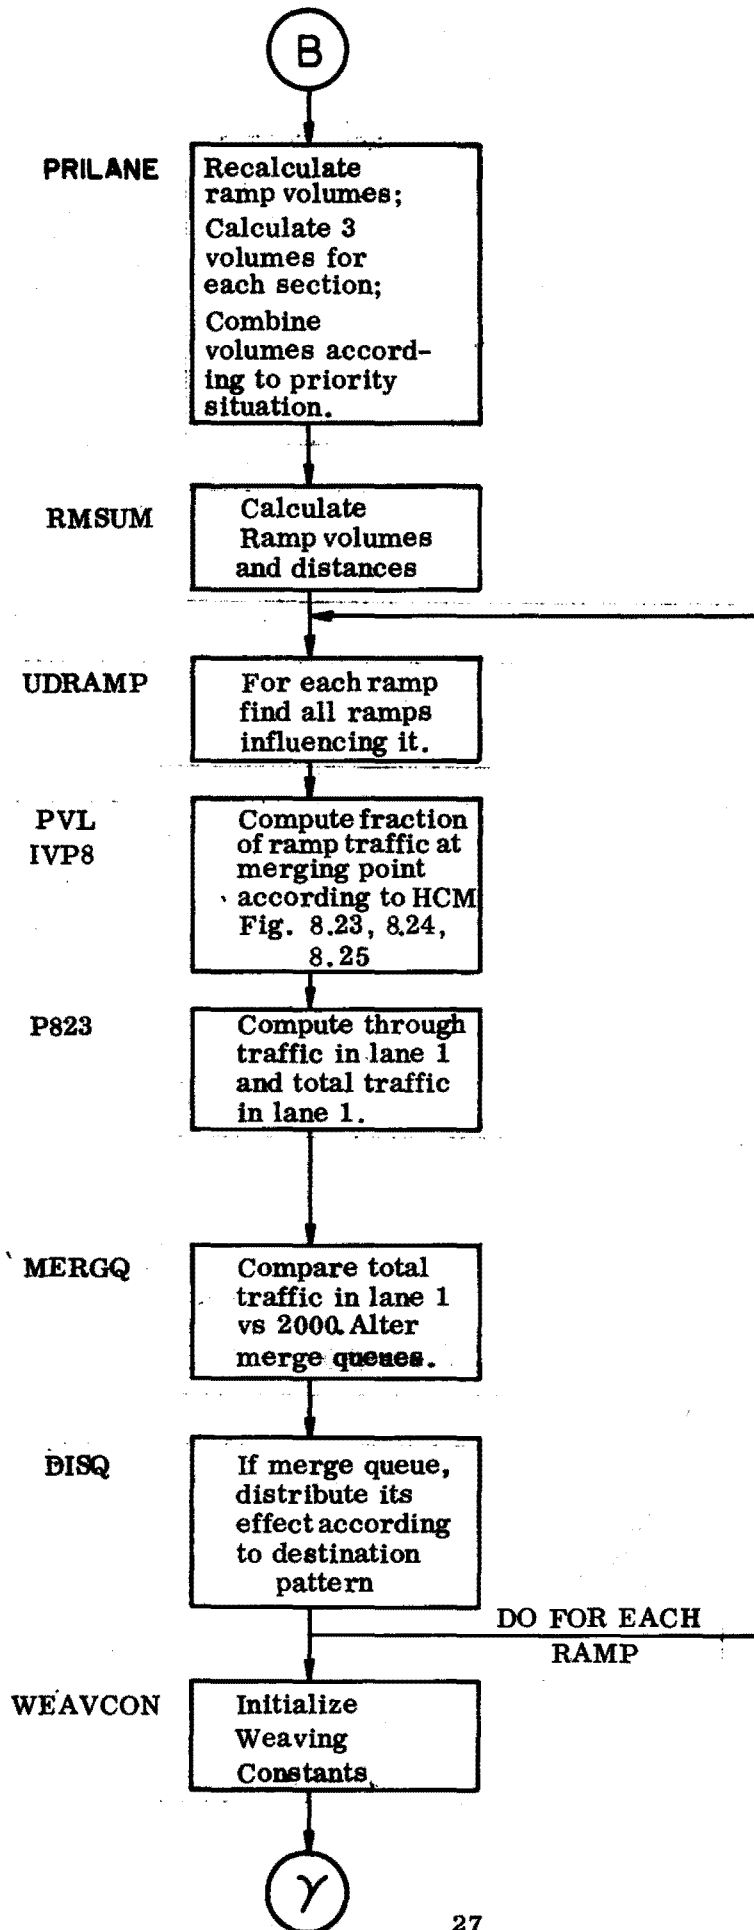 B
PRILANE
Recalculate
ramp volumes;
Calculate 3
volumes for
each section;
Combine
volumes accord-
ing to priority
situation.
RMSUM
Calculate
Ramp volumes
and distances
UDRAMP
For each ramp
find all ramps
influencing it.
PVL
IVP8
Compute fraction
of ramp traffic at
merging point
according to HCM
Fig. 8.23, 8.24,
8.25
P823
Compute through
traffic in lane 1
and total traffic
in lane 1.
MERGQ
Compare total
traffic in lane 1
vs 2000. Alter
merge queues.
DISQ
If merge queue,
distribute its
effect according
to destination
pattern
DO FOR EACH
RAMP
WEAVCON
Initialize
Weaving
Constants
γ
27